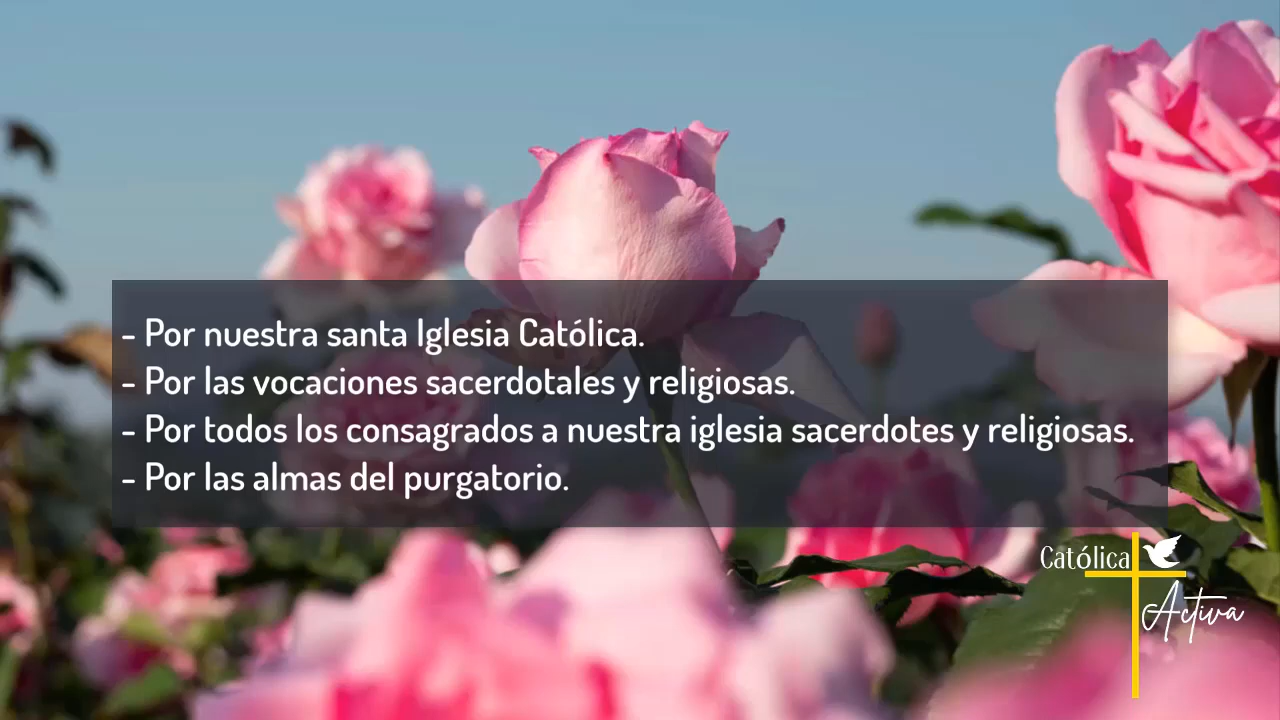 - Por nuestra santa Iglesia Católica.
- Por las vocaciones sacerdotales y religiosas.
- Por todos los consagrados a nuestra iglesia sacerdotes y religiosas.
- Por las almas del purgatorio.
Católica
Activa